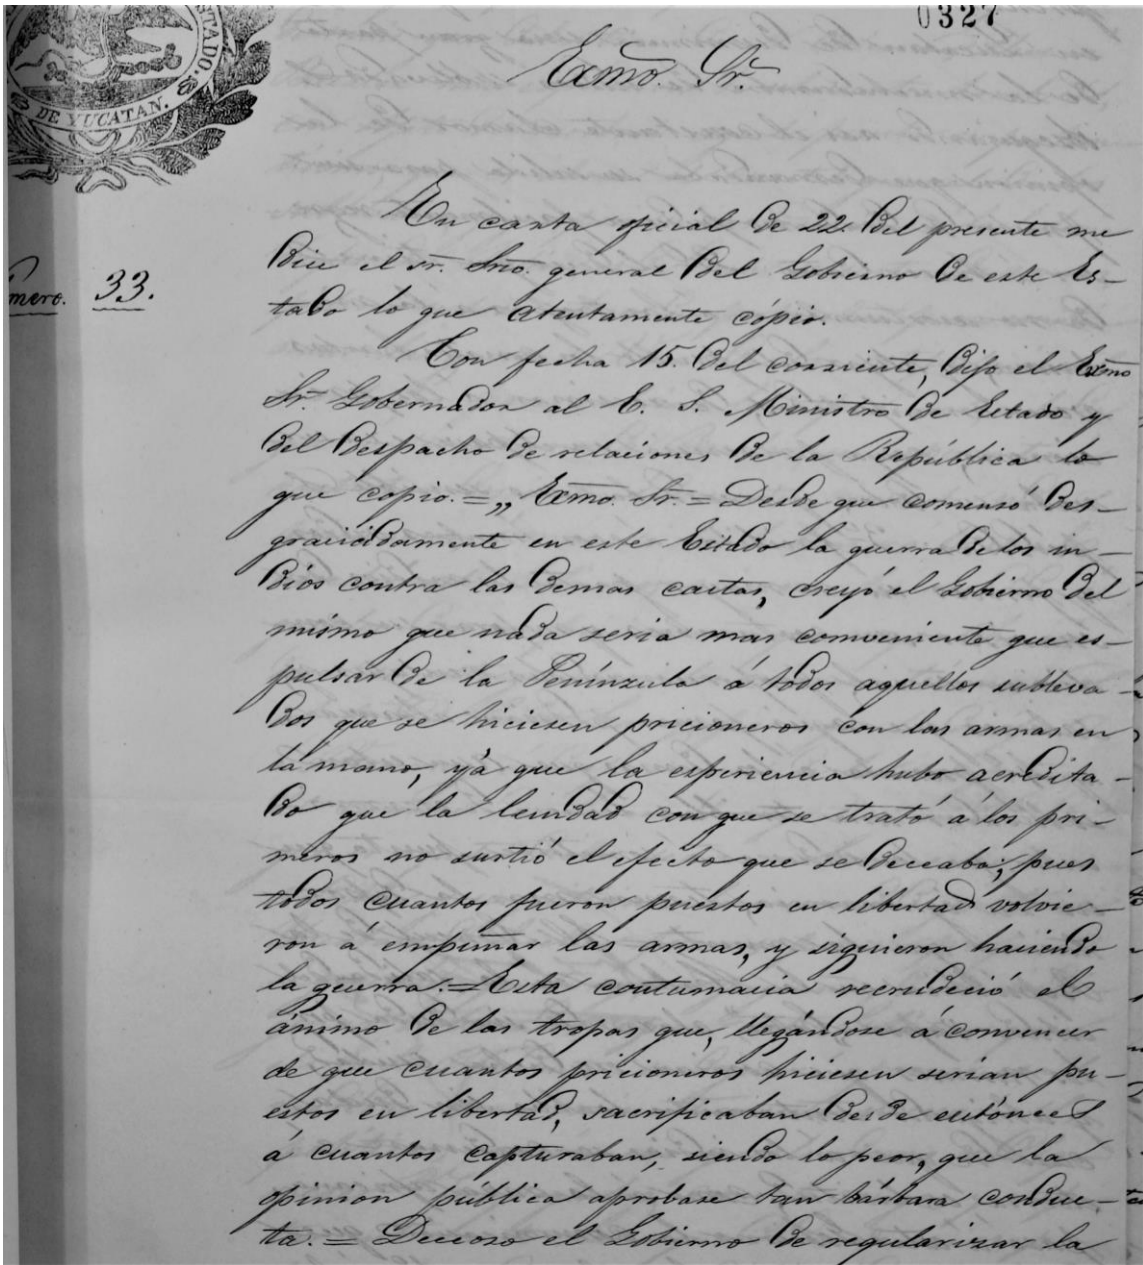 0327
ESTADO.
DE YUCATAN.
Exmo. Sr.
mero. 33.
En carta oficial de 22. del presente me
dice el sr. Srio. general del Gobierno de este Es-
tado lo que atentamente cópio.
Con fecha 15. del corriente, dijo el Exmo
Sr. Gobernador al E. S. Ministro de Estado y
del Despacho de relaciones de la República lo
que copio. = „ Exmo. Sr. = Desde que comensó des-
graciadamente en este Estado la guerra de los in-
dios contra las demas castas, creyó el Gobierno del
mismo que nada seria mas comveniente que es-
pulsar de la Penínzula á todos aquellos subleva-
dos que se hiciesen pricioneros con las armas en
la mano, yá que la esperiencia hubo acredita-
do que la lenidad con que se trató á los pri-
meros no surtió el efecto que se deceaba; pues
todos cuantos fueron puestos en libertad volvie-
ron á empuñar las armas, y siguieron haciendo
la guerra. = Esta contumacia recrudeció el
ánimo de las tropas que, llegándose á convencer
de que cuantos pricioneros hiciesen serian pu-
estos en libertad, sacrificaban desde entónces
á cuantos capturaban, siendo lo peor, que la
opinion pública aprobase tan bárbara conduc-
ta. = Deceoso el Gobierno de regularizar la